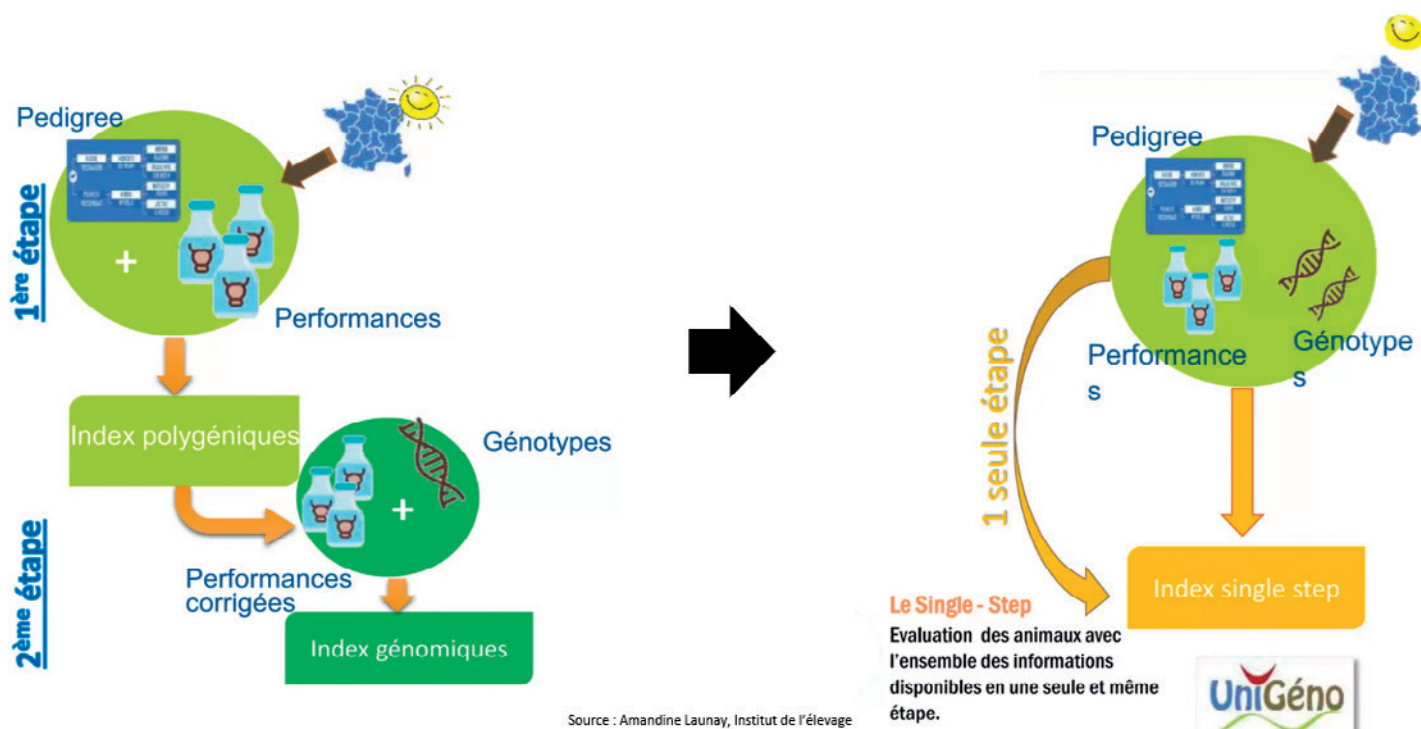 Pedigree
+
Performances
1ère étape
Index polygéniques
Génotypes
+
Performances
corrigées
2ème étape
Index génomiques
Pedigree
Performance
s
Génotype
s
1 seule étape
Index single step
Le Single - Step
Evaluation des animaux avec
l'ensemble des informations
disponibles en une seule et même
étape.
UniGéno
Source : Amandine Launay, Institut de l'élevage